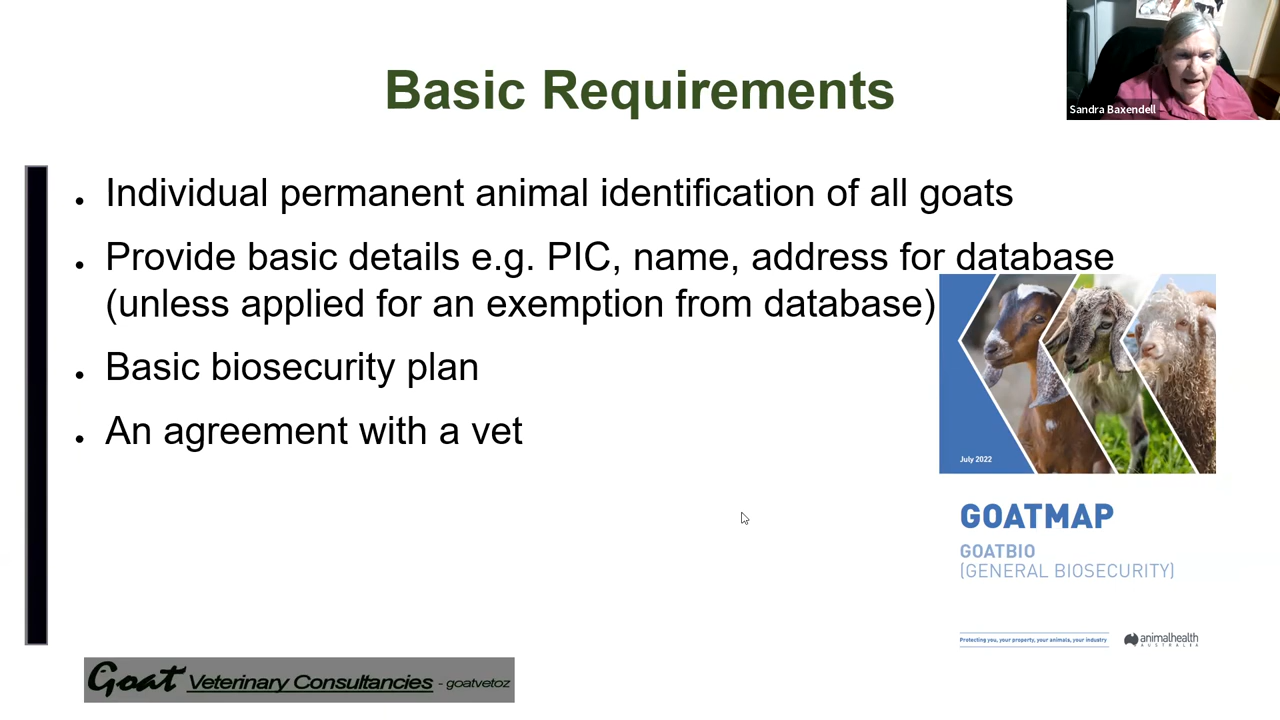 Basic Requirements
Sandra Baxendell
• Individual permanent animal identification of all goats
• Provide basic details e.g. PIC, name, address for database
(unless applied for an exemption from database)
• Basic biosecurity plan
• An agreement with a vet
July 2022
GOATMAP
GOATBIO
(GENERAL BIOSECURITY)
Protecting you, your property, your animals, your industry
animalhealth
AUSTRALIA
Goat Veterinary Consultancies - goatvetoz